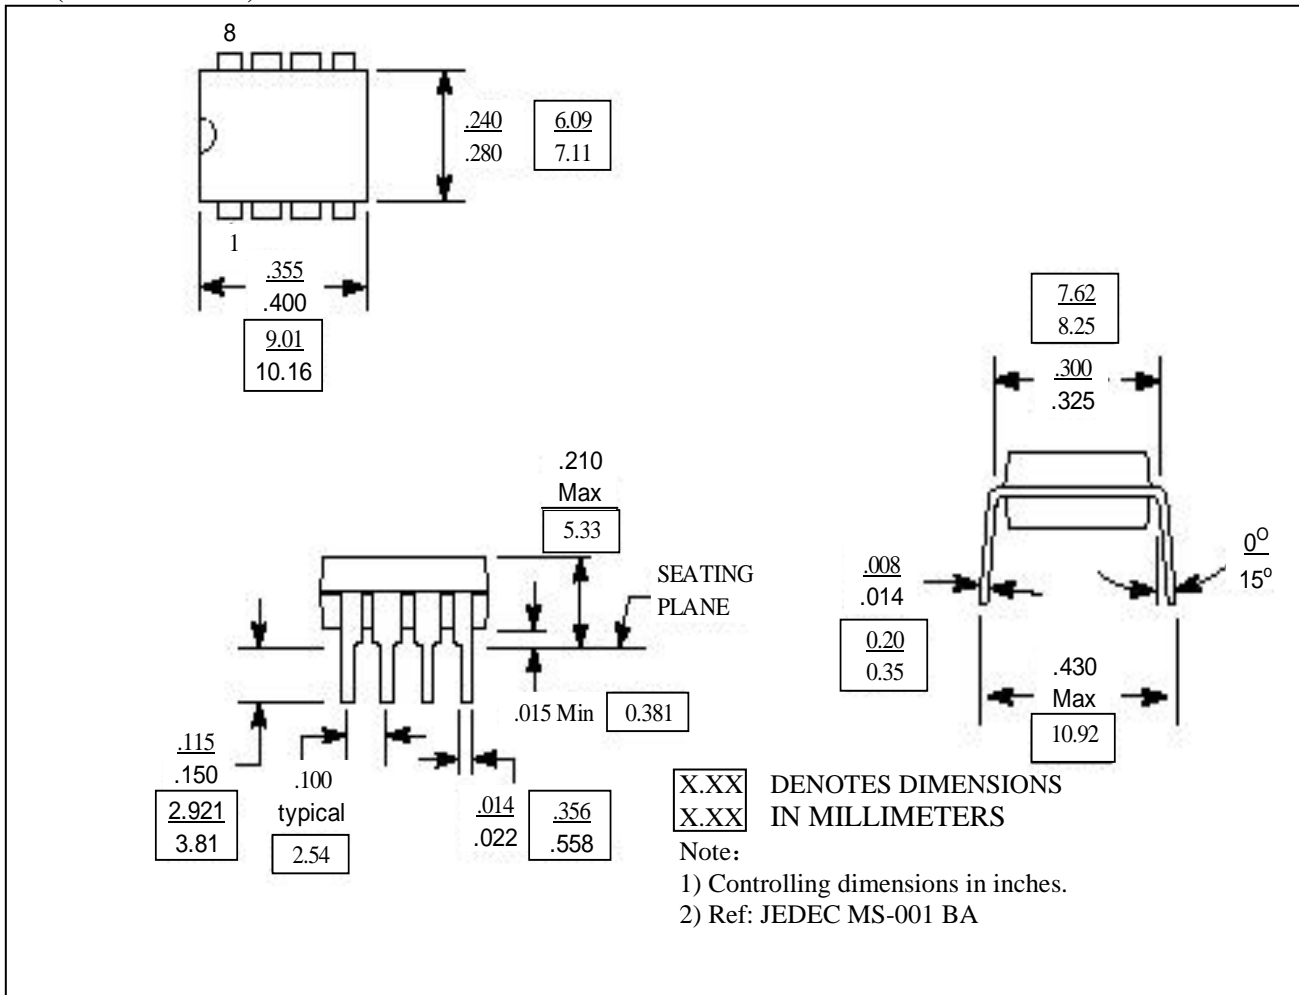 8
.240
.280
6.09
7.11
1
.355
.400
9.01
10.16
7.62
8.25
.300
.325
.210
Max
5.33
SEATING
PLANE
.015 Min
0.381
.115
.150
2.921
3.81
.100
typical
2.54
.014
.022
.356
.558
.008
.014
0.20
0.35
0O
15o
.430
Max
10.92
X.XX DENOTES DIMENSIONS
X.XX IN MILLIMETERS
Note:
1) Controlling dimensions in inches.
2) Ref: JEDEC MS-001 BA